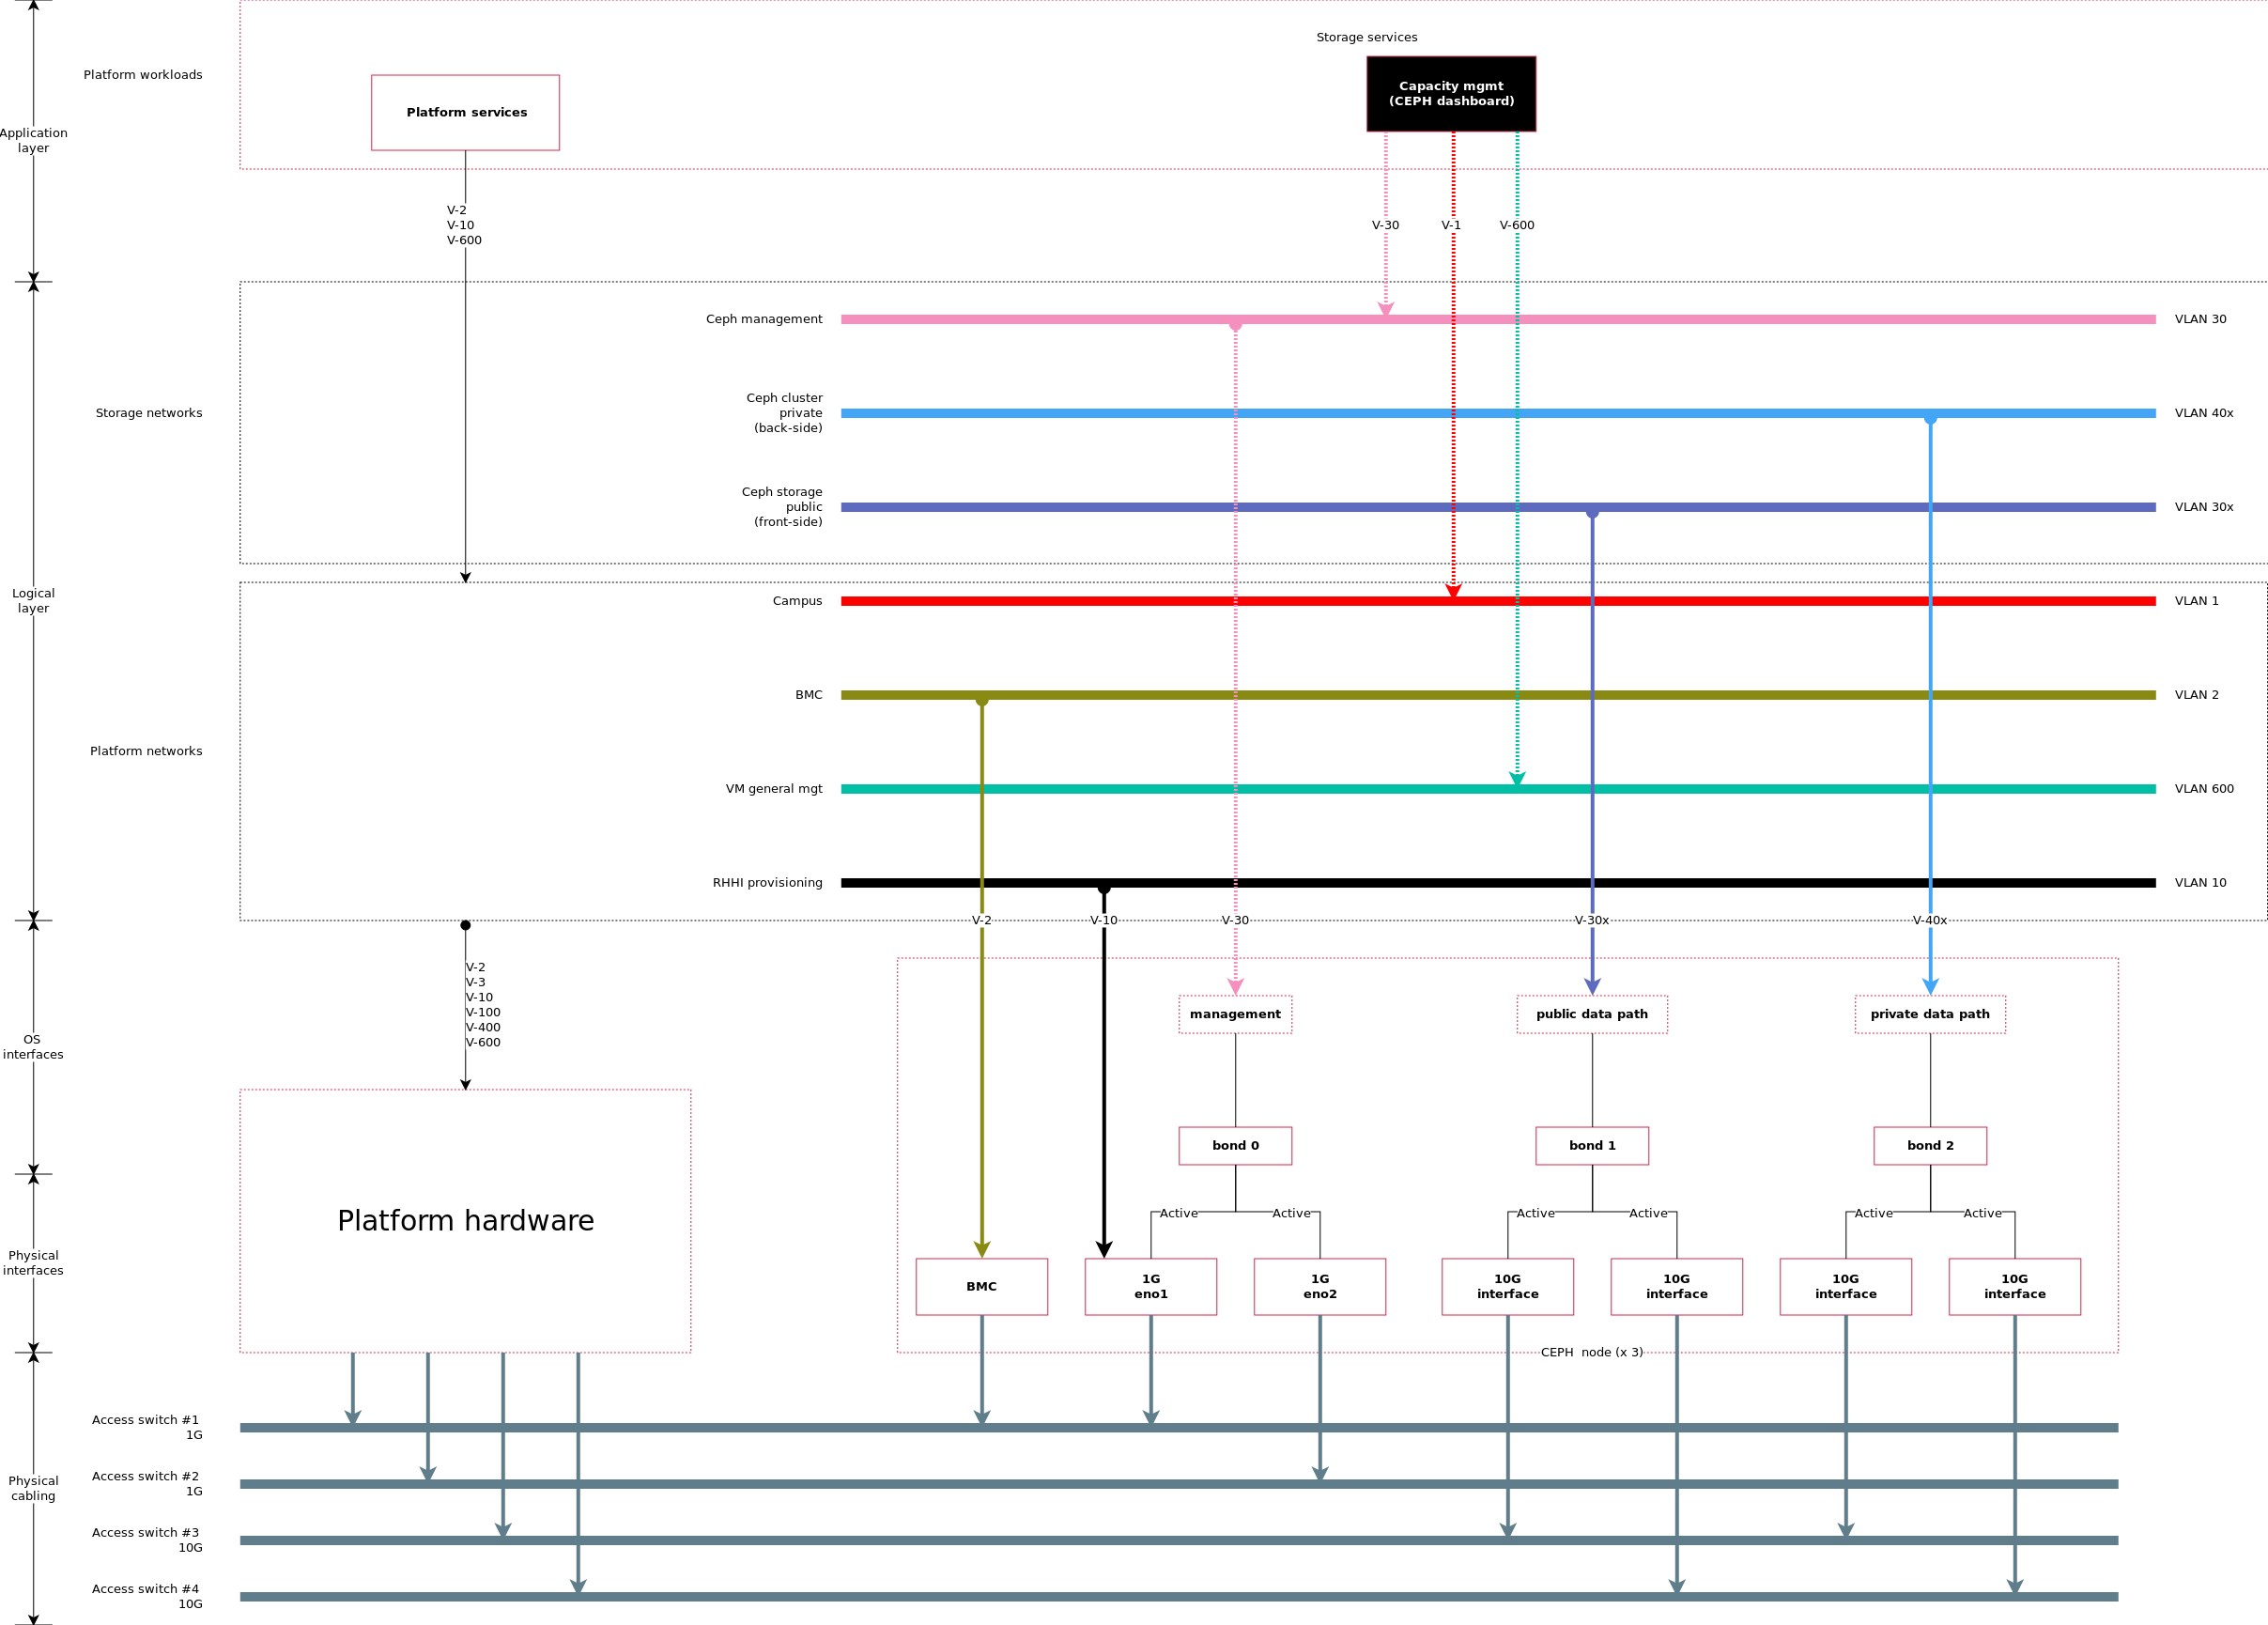 Storage services
Platform workloads
Capacity mgmt
(CEPH dashboard)
Platform services
Application
layer
V-2
V-10
V-600
V-30
V-1
V-600
Ceph management
VLAN 30
Storage networks
Ceph cluster
private
(back-side)
VLAN 40x
Ceph storage
public
(front-side)
VLAN 30x
Logical
layer
Campus
VLAN 1
BMC
VLAN 2
Platform networks
VM general mgt
VLAN 600
RHHI provisioning
VLAN 10
V-2
V-10
V-30
V-30x
V-40x
V-2
V-3
V-10
V-100
V-400
V-600
OS
interfaces
management
public data path
private data path
bond 0
bond 1
bond 2
Active
Active
Active
Active
Active
Active
Platform hardware
Physical
interfaces
BMC
1G
eno1
1G
eno2
10G
interface
10G
interface
10G
interface
10G
interface
CEPH  node (x 3)
Physical
cabling
Access switch #1
1G
Access switch #2
1G
Access switch #3
10G
Access switch #4
10G